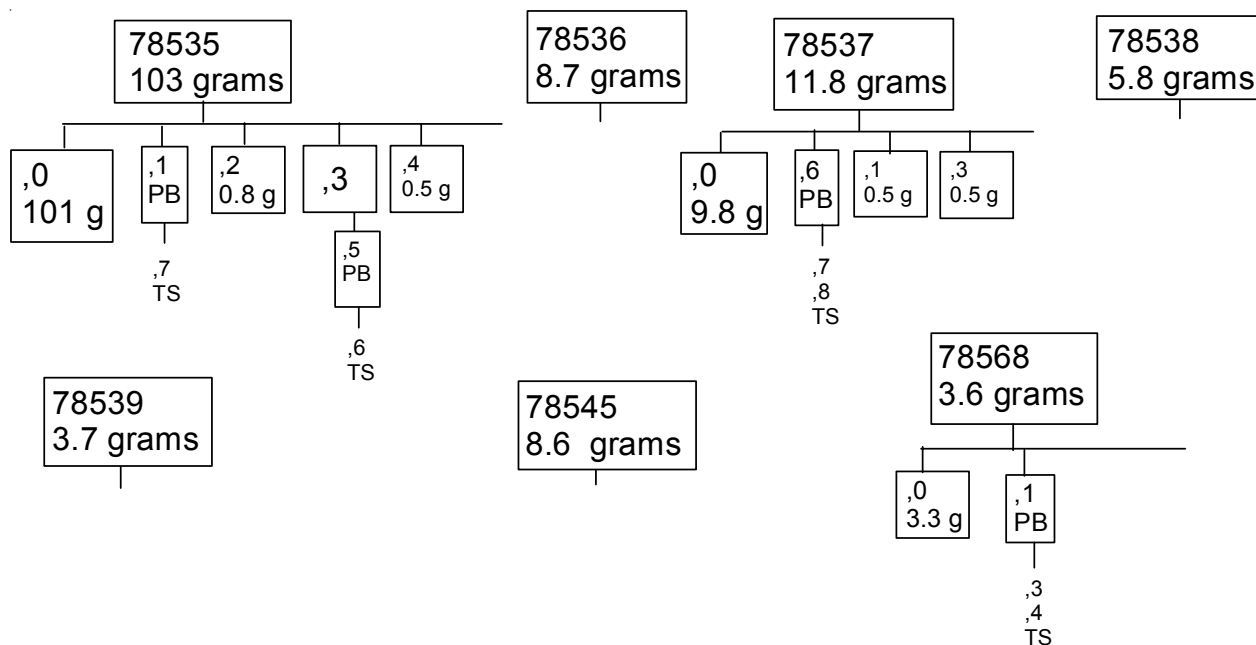 78535
103 grams
,0
101 g
,1
PB
,7
TS
,2
0.8 g
,3
,5
PB
,6
TS
,4
0.5 g
78536
8.7 grams
78537
11.8 grams
,0
9.8 g
,6
PB
,7
,8
TS
,1
0.5 g
,3
0.5 g
78538
5.8 grams
78539
3.7 grams
78545
8.6 grams
78568
3.6 grams
,0
3.3 g
,1
PB
,3
,4
TS